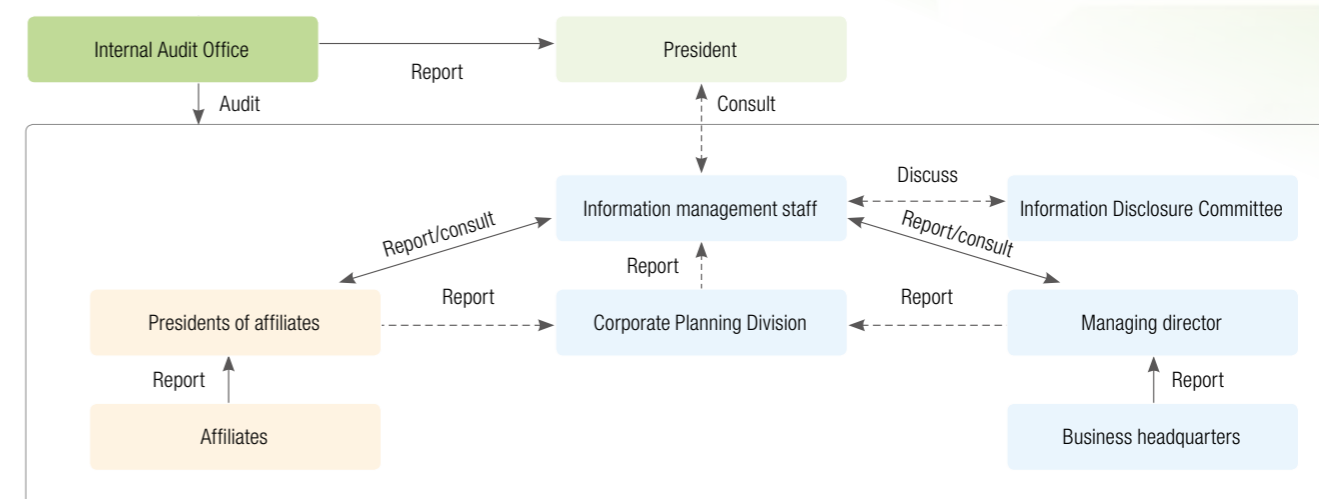 Internal Audit Office
President
Report
Audit
Consult
Discuss
Information management staff
Information Disclosure Committee
Report/consult
Report/consult
Report
Report
Report
Presidents of affiliates
Corporate Planning Division
Managing director
Report
Report
Affiliates
Business headquarters